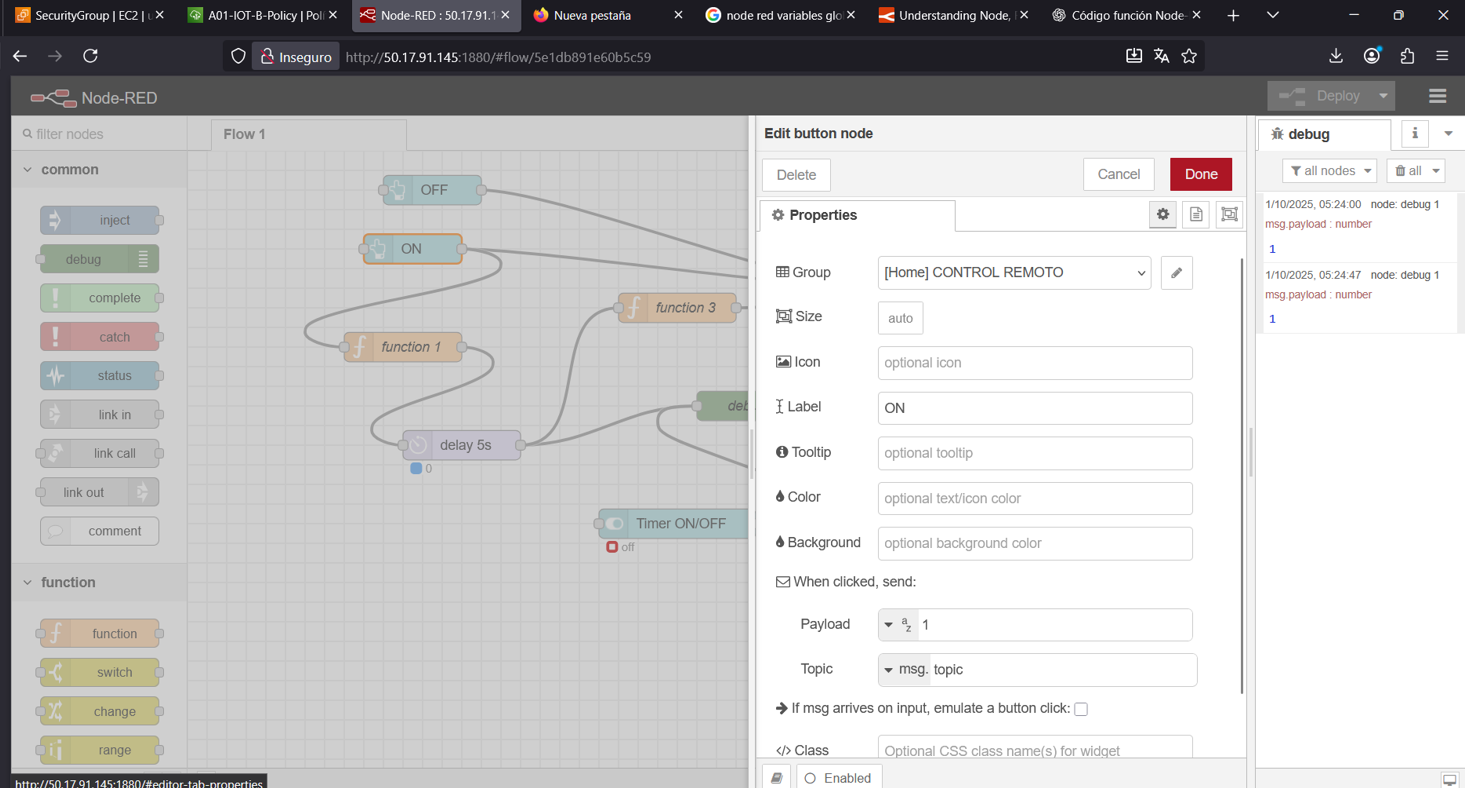 SecurityGroup | EC2 | u
A01-IOT-B-Policy | Pol
Node-RED : 50.17.91.1
Nueva pestaña
node red variables glo
Understanding Node,
Código función Node-
Inseguro
http://50.17.91.145:1880/#flow/5e1db891e60b5c59
Node-RED
Deploy
filter nodes
Flow 1
common
inject
debug
complete
catch
status
link in
link call
link out
comment
function
function
switch
change
range
OFF
ON
function 3
function 1
deb
delay 5s
0
Timer ON/OFF
off
Edit button node
Delete
Cancel
Done
Properties
Group
[Home] CONTROL REMOTO
Size
auto
Icon
optional icon
Label
ON
Tooltip
optional tooltip
Color
optional text/icon color
Background
optional background color
When clicked, send:
Payload
a
z
1
Topic
msg. topic
If msg arrives on input, emulate a button click:
</> Class
Optional CSS class name(s) for widget
Enabled
debug
i
all nodes
all
1/10/2025, 05:24:00 node: debug 1
msg.payload : number
1
1/10/2025, 05:24:47 node: debug 1
msg.payload : number
1
http://50.17.91.145:1880/#editor-tab-properties